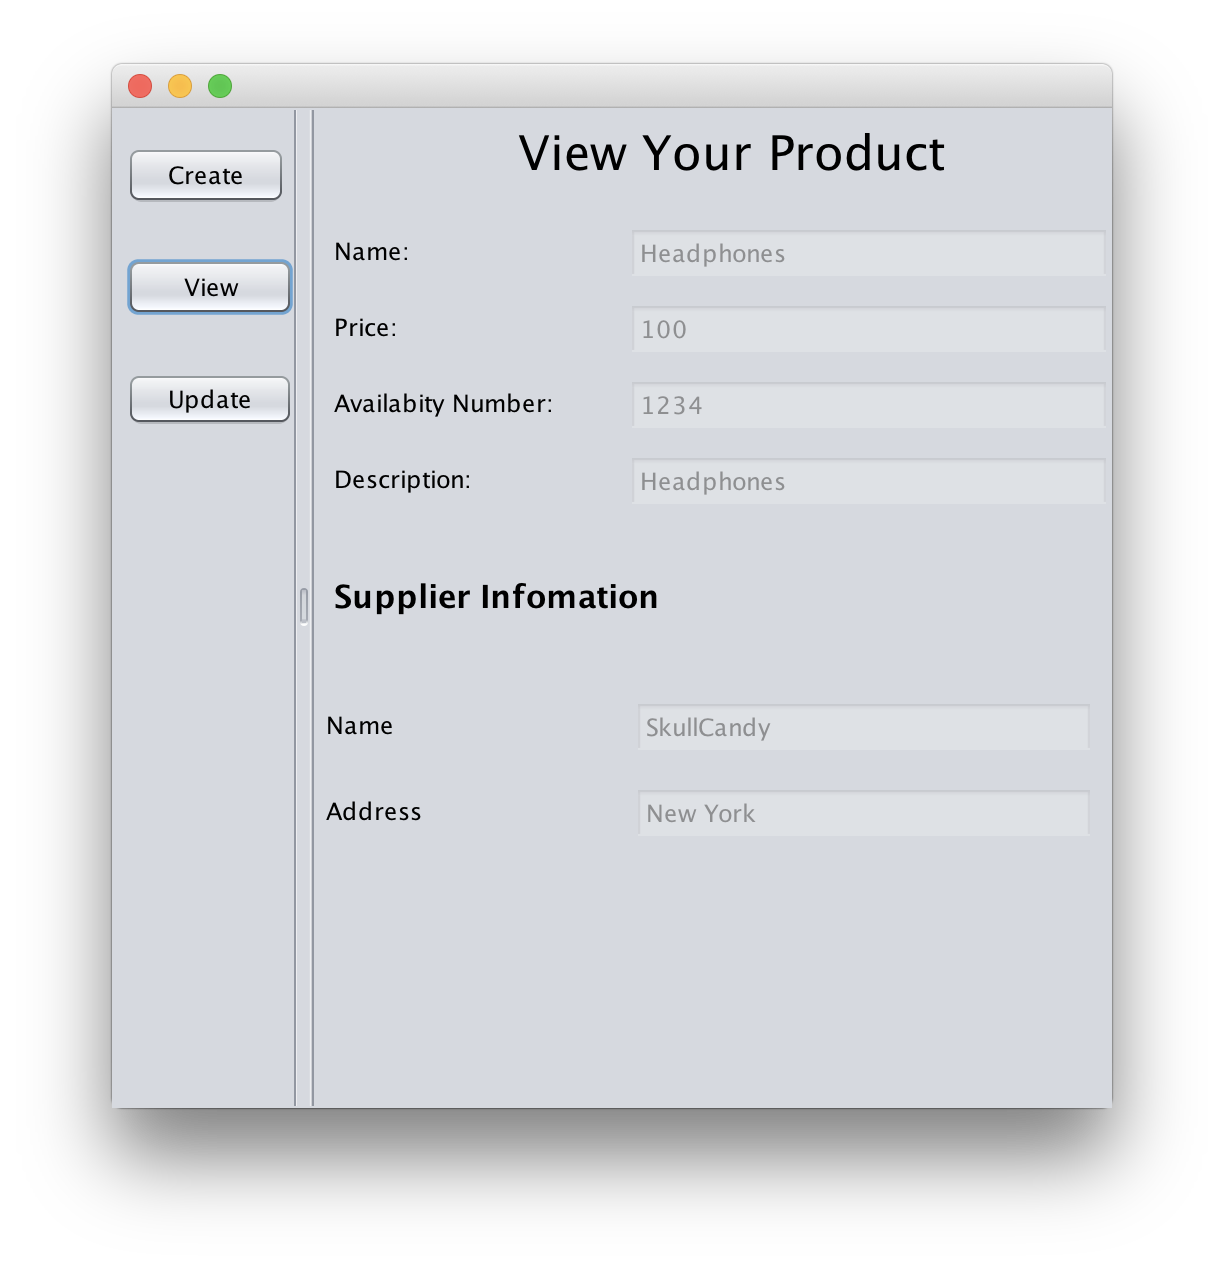 Create
View
Update
View Your Product
Name: Headphones
Price: 100
Availabity Number: 1234
Description: Headphones
Supplier Infomation
Name SkullCandy
Address New York